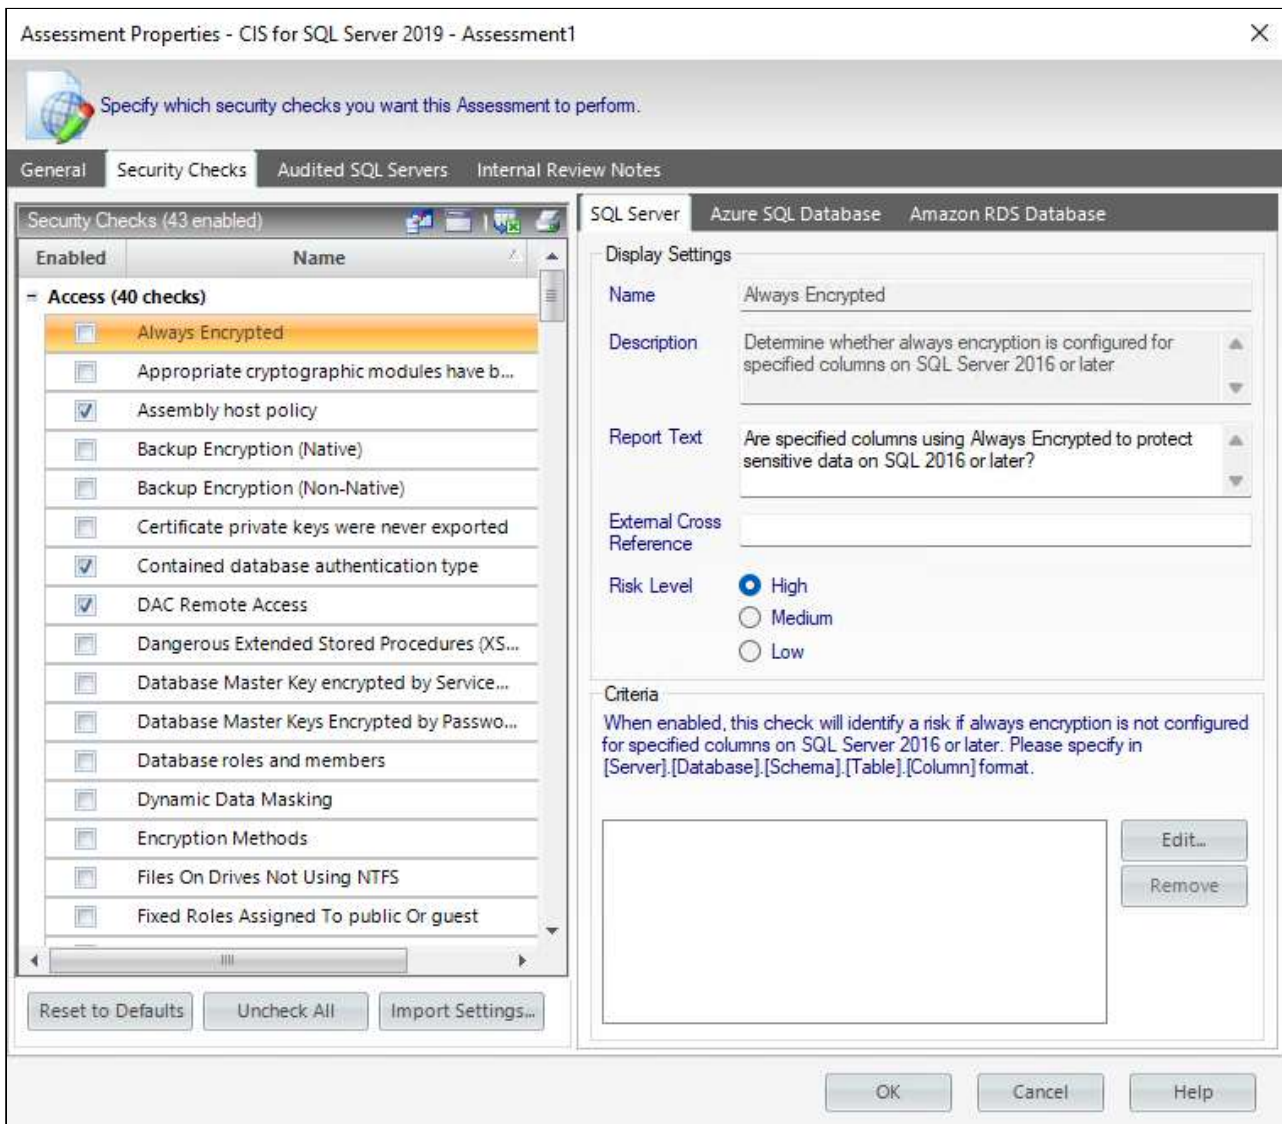 Assessment Properties - CIS for SQL Server 2019 - Assessment1
Specify which security checks you want this Assessment to perform.
General Security Checks Audited SQL Servers Internal Review Notes
Security Checks (43 enabled)
Enabled Name
Access (40 checks)
Always Encrypted
Appropriate cryptographic modules have b...
Assembly host policy
Backup Encryption (Native)
Backup Encryption (Non-Native)
Certificate private keys were never exported
Contained database authentication type
DAC Remote Access
Dangerous Extended Stored Procedures (XS...
Database Master Key encrypted by Service...
Database Master Keys Encrypted by Passwo...
Database roles and members
Dynamic Data Masking
Encryption Methods
Files On Drives Not Using NTFS
Fixed Roles Assigned To public Or guest
Reset to Defaults Uncheck All Import Settings...
SQL Server Azure SQL Database Amazon RDS Database
Display Settings
Name Always Encrypted
Description Determine whether always encryption is configured for
specified columns on SQL Server 2016 or later
Report Text Are specified columns using Always Encrypted to protect
sensitive data on SQL 2016 or later?
External Cross
Reference
Risk Level High
Medium
Low
Criteria
When enabled, this check will identify a risk if always encryption is not configured
for specified columns on SQL Server 2016 or later. Please specify in
[Server].[Database].[Schema].[Table].[Column] format.
Edit...
Remove
OK Cancel Help